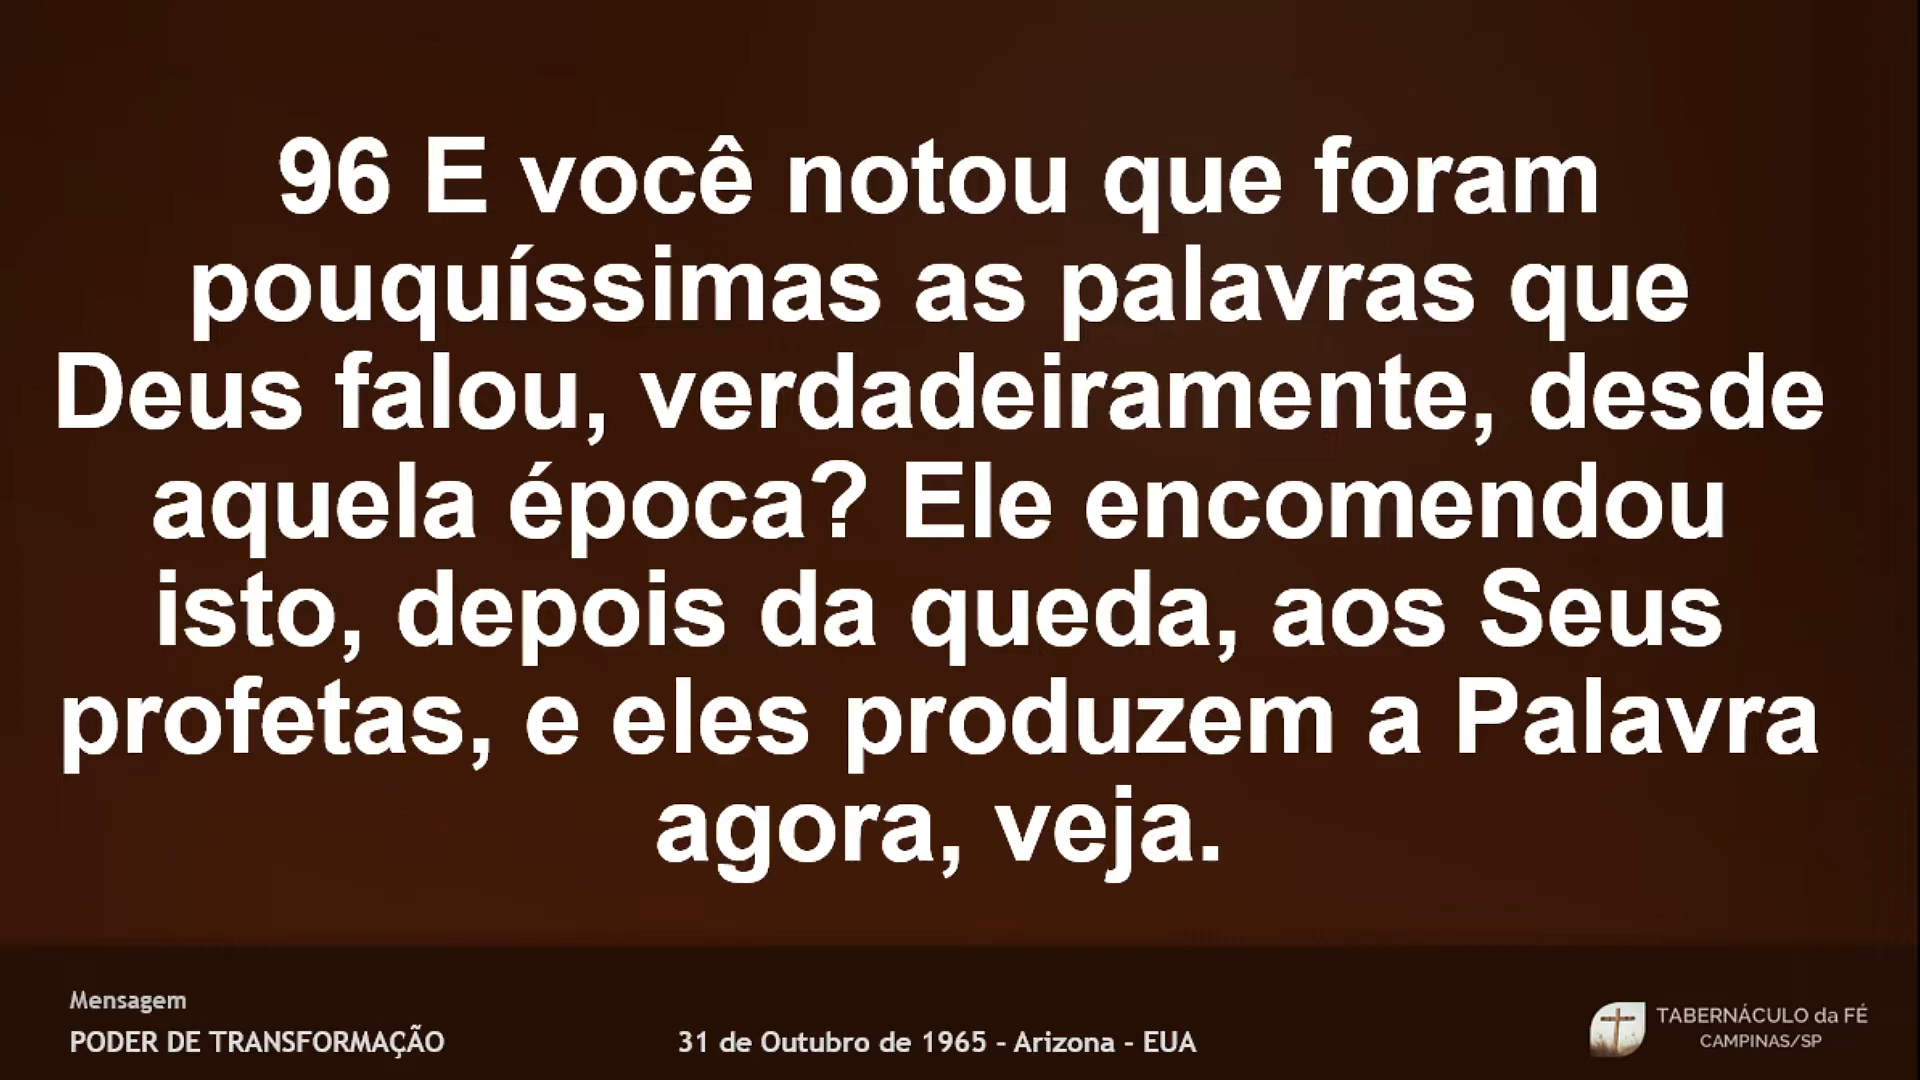 96 E você notou que foram
pouquíssimas as palavras que
Deus falou, verdadeiramente, desde
aquela época? Ele encomendou
isto, depois da queda, aos Seus
profetas, e eles produzem a Palavra
agora, veja.
Mensagem
PODER DE TRANSFORMAÇÃO
31 de Outubro de 1965 - Arizona - EUA
TABERNÁCULO da FÉ
CAMPINAS/SP